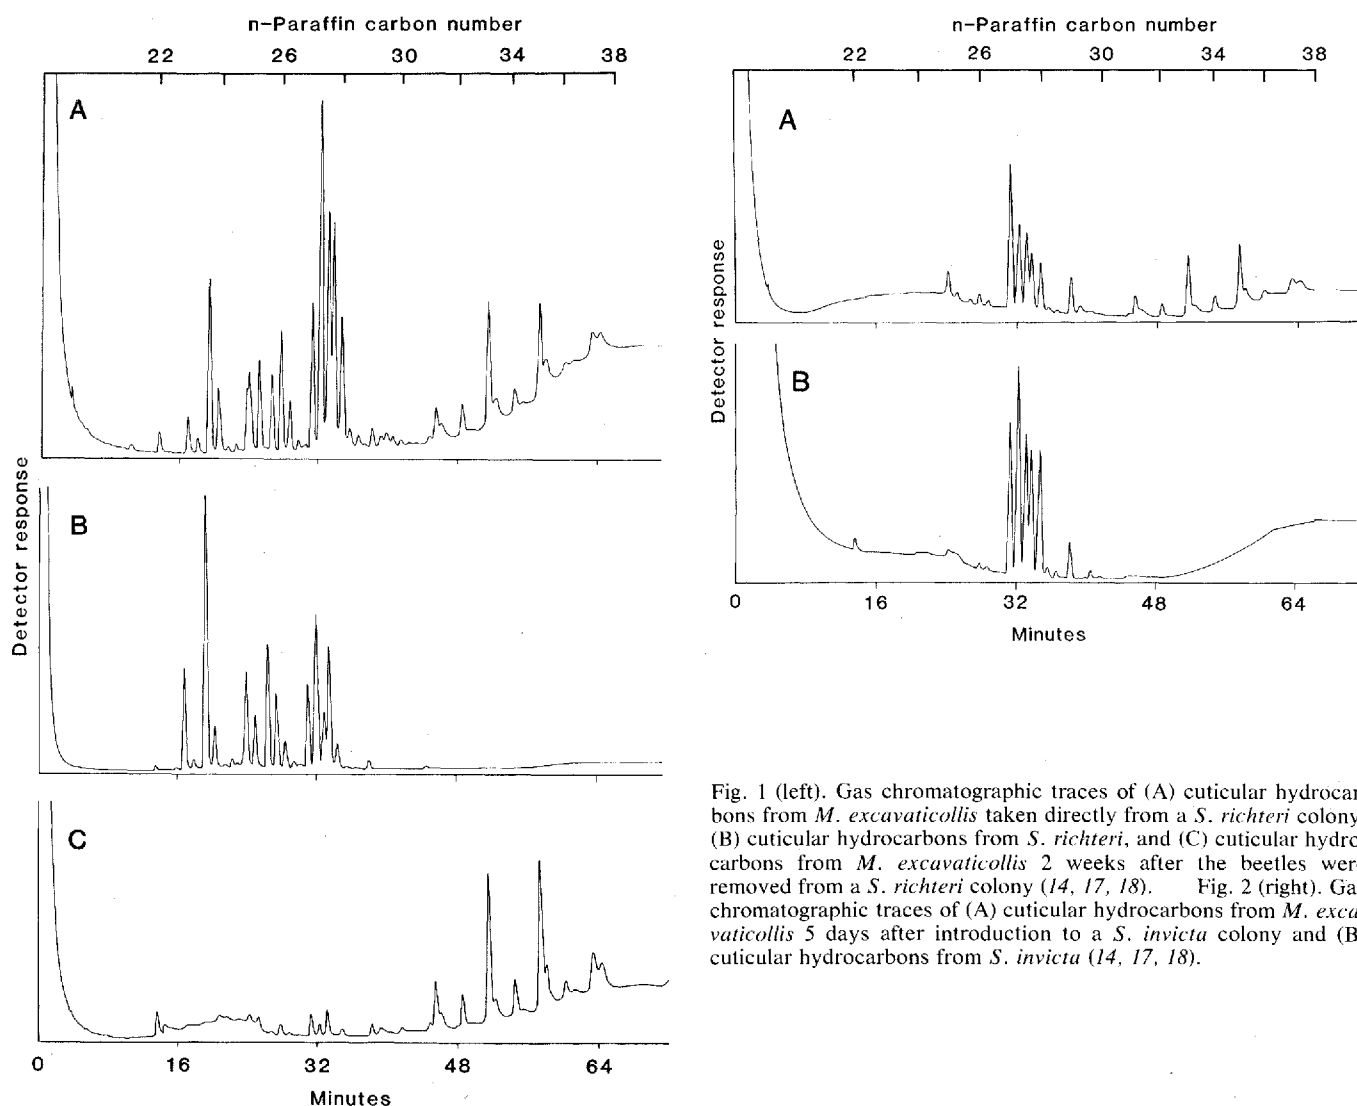 n-Paraffin carbon number
22 26 30 34 38
A
B
C
Detector response
0 16 32 48 64
Minutes
n-Paraffin carbon number
22 26 30 34 38
A
B
Detector response
0 16 32 48 64
Minutes
Fig. 1 (left). Gas chromatographic traces of (A) cuticular hydrocar
bons from M. excavaticollis taken directly from a S. richteri colony
(B) cuticular hydrocarbons from S. richteri, and (C) cuticular hydro
carbons from M. excavaticollis 2 weeks after the beetles wer
removed from a S. richteri colony (14, 17, 18). Fig. 2 (right). Ga
chromatographic traces of (A) cuticular hydrocarbons from M. exca
vaticollis 5 days after introduction to a S. invicta colony and (B
cuticular hydrocarbons from S. invicta (14, 17, 18).